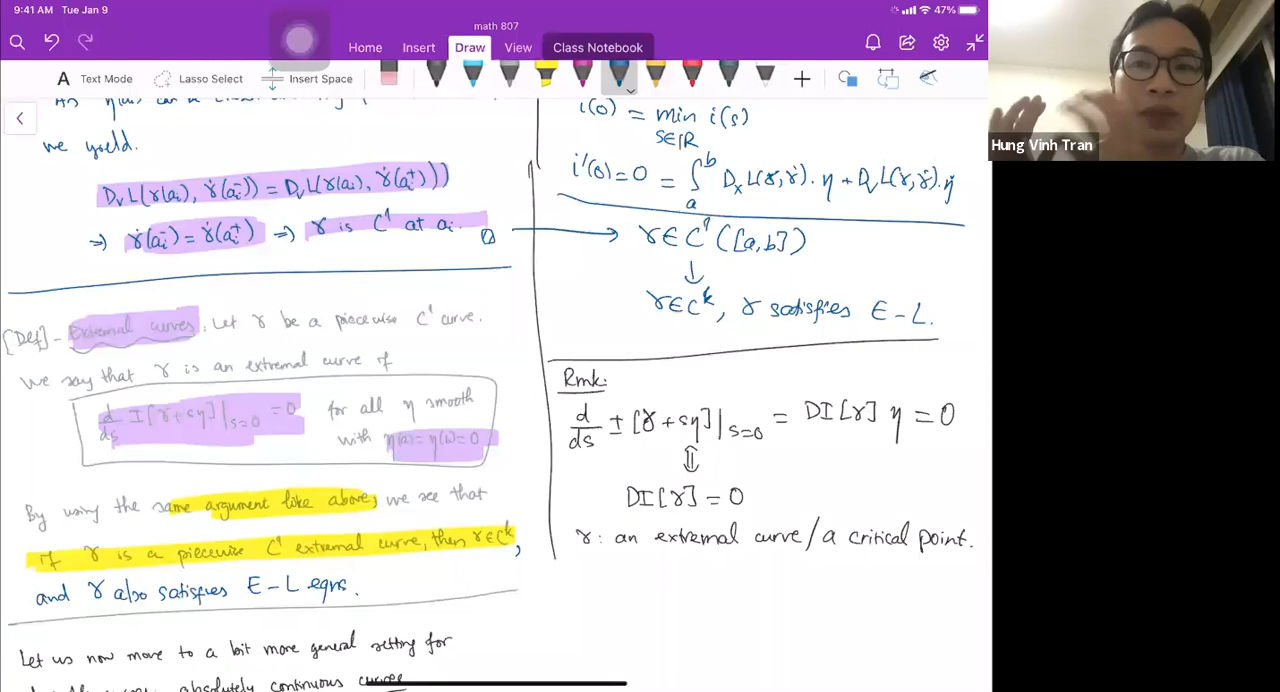 9:41 AM Tue Jan 9
47%
math 807
Home Insert Draw View Class Notebook
A Text Mode Lasso Select Insert Space
Hung Vinh Tran
we yield.
DᵥL(γ(aᵢ), γ̇(aᵢ⁻)) = DᵥL(γ(aᵢ), γ̇(aᵢ⁺)))
⇒ γ̇(aᵢ⁻) = γ̇(aᵢ⁺) ⇒ γ is C¹ at aᵢ.
[Def] - Extremal curves: Let γ be a piecewise C¹ curve.
We say that γ is an extremal curve if
d/ds I[γ+sη]|ₛ₌₀ = 0 for all η smooth
with η(a) = η(b) = 0
By using the same argument like above, we see that
if γ is a piecewise C¹ extremal curve, then γ∈Cᵏ,
and γ also satisfies E-L eqns.
Let us now move to a bit more general setting for
absolutely continuous curves
i(0) = min i(s)
s∈ℝ
i'(0) = 0 = ∫ₐᵇ DₓL(γ,γ̇)·η + DᵥL(γ,γ̇)·η̇
γ∈C¹([a,b])
↓
γ∈Cᵏ, γ satisfies E-L.
Rmk:
d/ds I[γ+sη]|ₛ₌₀ = DI[γ] η = 0
⇕
DI[γ] = 0
γ: an extremal curve/a critical point.